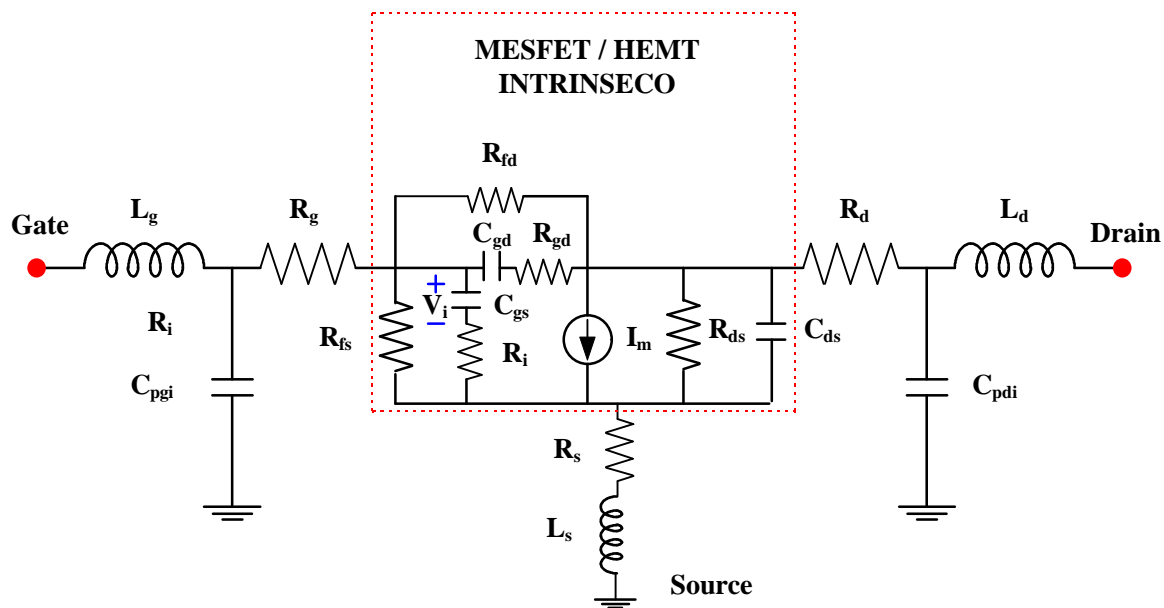 MESFET / HEMT
INTRINSECO
R_fd
L_g
R_g
R_d
L_d
Gate
C_gd
R_gd
Drain
+
V_i
−
C_gs
R_i
R_fs
R_i
I_m
R_ds
C_ds
C_pgi
C_pdi
R_s
L_s
Source